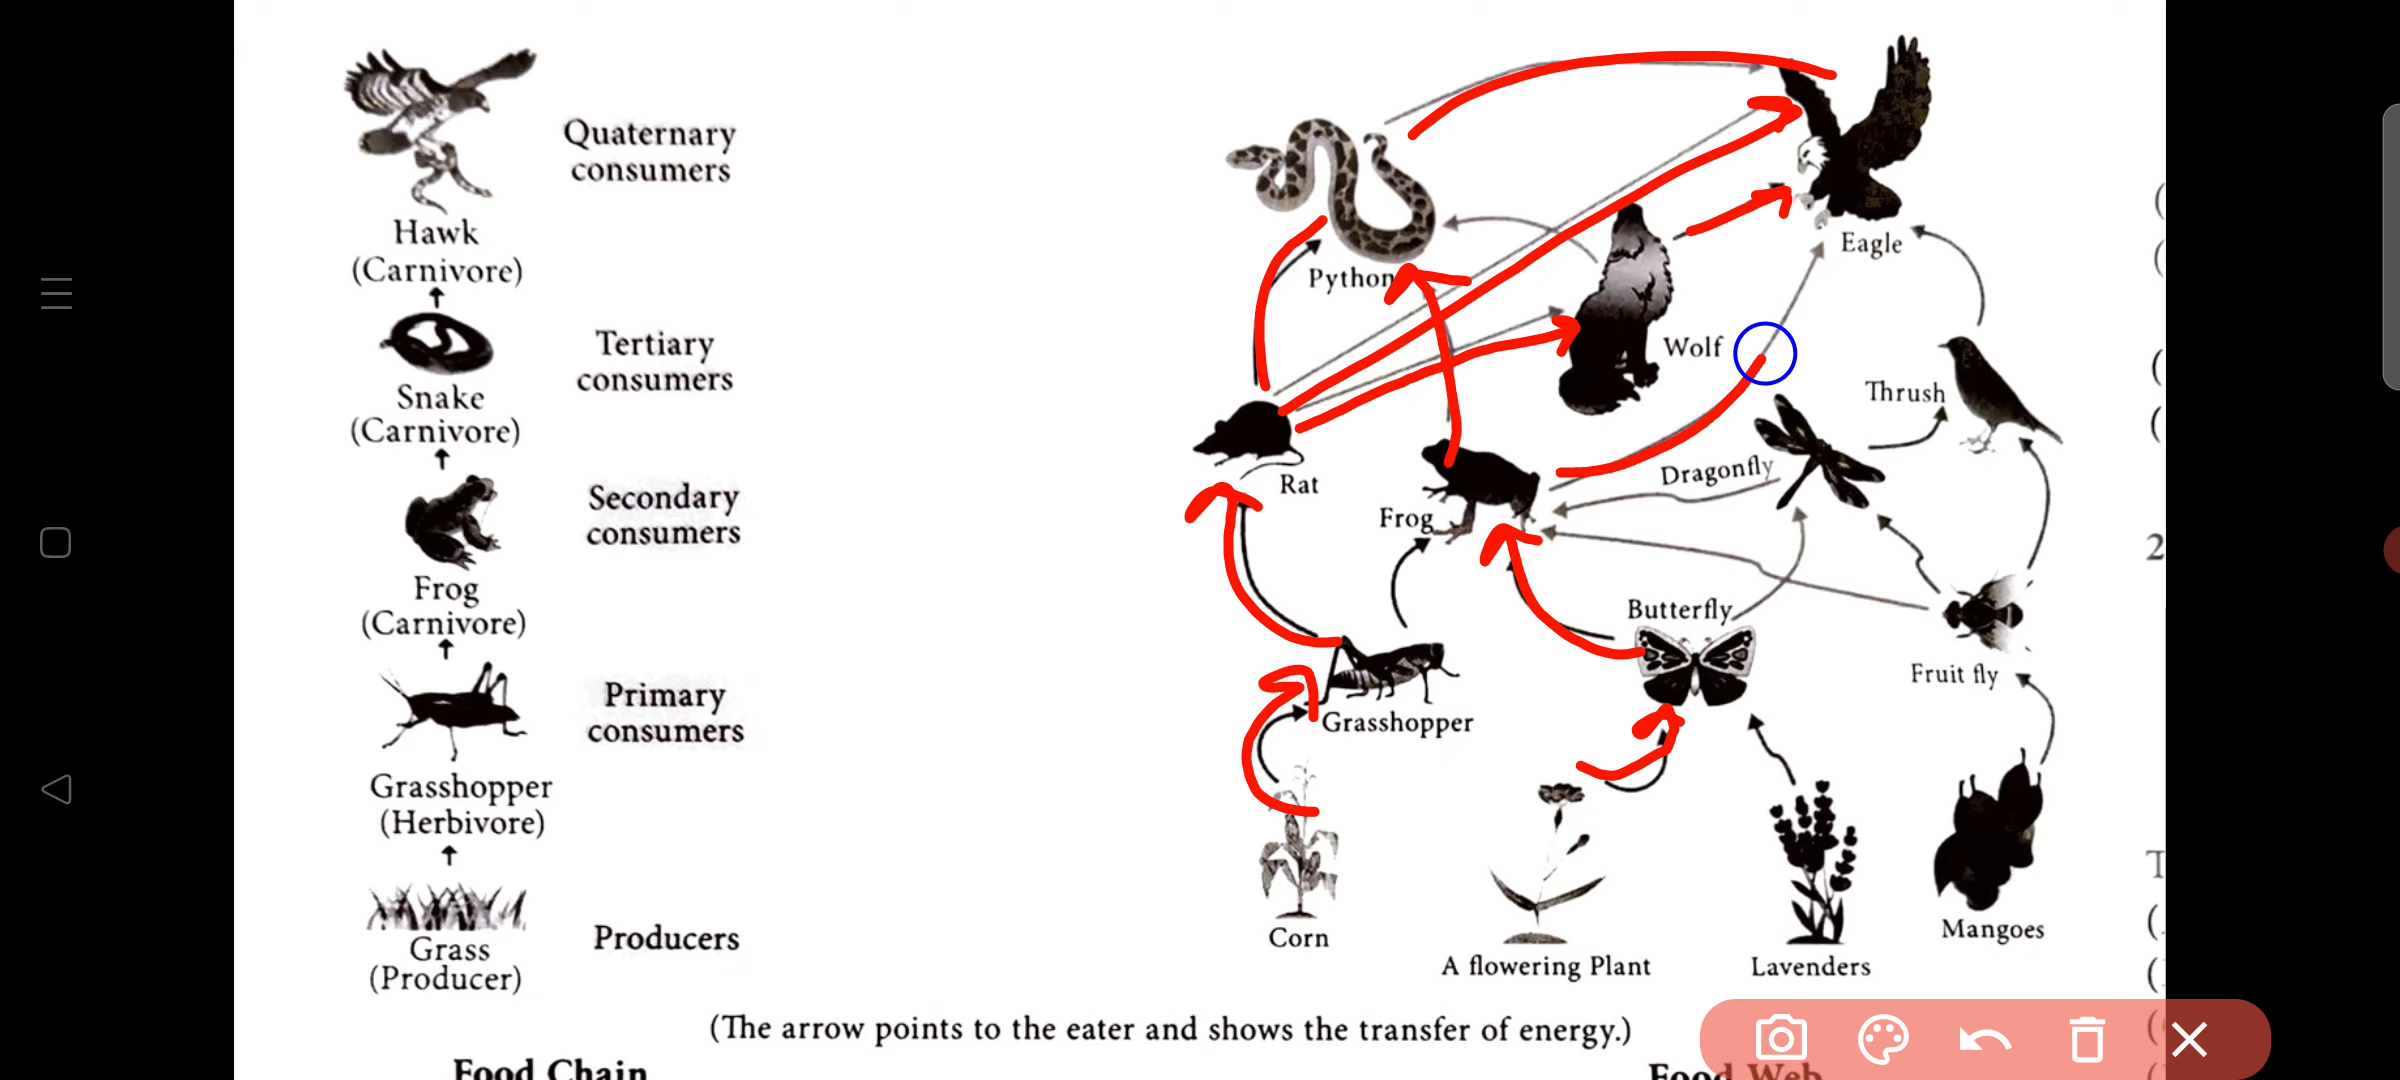 Quaternary
consumers
Hawk
(Carnivore)
Tertiary
consumers
Snake
(Carnivore)
Secondary
consumers
Frog
(Carnivore)
Primary
consumers
Grasshopper
(Herbivore)
Producers
Grass
(Producer)
Python
Eagle
Wolf
Thrush
Rat
Dragonfly
Frog
Butterfly
Fruit fly
Grasshopper
Corn
A flowering Plant
Lavenders
Mangoes
(The arrow points to the eater and shows the transfer of energy.)
Food Chain
Food Web
(
(
(
(
2
T
(
(
(